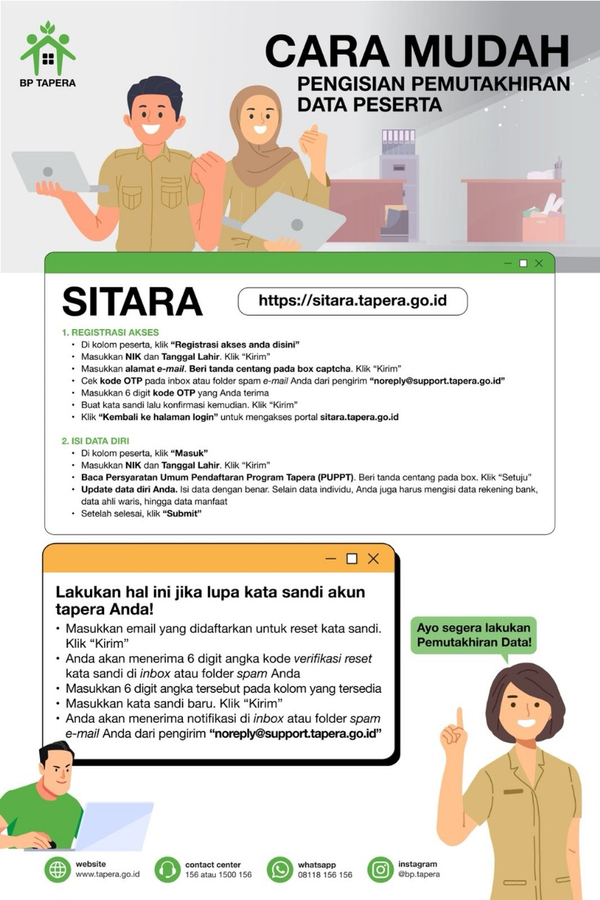 BP TAPERA
CARA MUDAH
PENGISIAN PEMUTAKHIRAN
DATA PESERTA
SITARA
https://sitara.tapera.go.id
1. REGISTRASI AKSES
• Di kolom peserta, klik “Registrasi akses anda disini”
• Masukkan NIK dan Tanggal Lahir. Klik “Kirim”
• Masukkan alamat e-mail. Beri tanda centang pada box captcha. Klik “Kirim”
• Cek kode OTP pada inbox atau folder spam e-mail Anda dari pengirim “noreply@support.tapera.go.id”
• Masukkan 6 digit kode OTP yang Anda terima
• Buat kata sandi lalu konfirmasi kemudian. Klik “Kirim”
• Klik “Kembali ke halaman login” untuk mengakses portal sitara.tapera.go.id
2. ISI DATA DIRI
• Di kolom peserta, klik “Masuk”
• Masukkan NIK dan Tanggal Lahir. Klik “Kirim”
• Baca Persyaratan Umum Pendaftaran Program Tapera (PUPPT). Beri tanda centang pada box. Klik “Setuju”
• Update data diri Anda. Isi data dengan benar. Selain data individu, Anda juga harus mengisi data rekening bank,
data ahli waris, hingga data manfaat
• Setelah selesai, klik “Submit”
Lakukan hal ini jika lupa kata sandi akun
tapera Anda!
• Masukkan email yang didaftarkan untuk reset kata sandi.
Klik “Kirim”
• Anda akan menerima 6 digit angka kode verifikasi reset
kata sandi di inbox atau folder spam Anda
• Masukkan 6 digit angka tersebut pada kolom yang tersedia
• Masukkan kata sandi baru. Klik “Kirim”
• Anda akan menerima notifikasi di inbox atau folder spam
e-mail Anda dari pengirim “noreply@support.tapera.go.id”
Ayo segera lakukan
Pemutakhiran Data!
website
www.tapera.go.id
contact center
156 atau 1500 156
whatsapp
08118 156 156
instagram
@bp.tapera